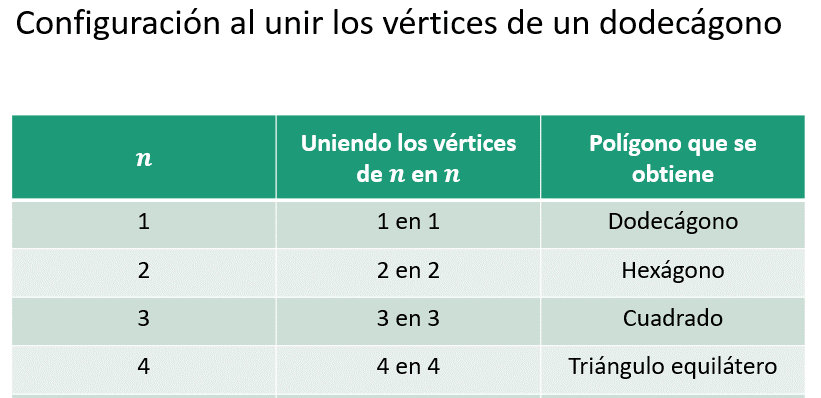 Configuración al unir los vértices de un dodecágono
n
Uniendo los vértices
de n en n
Polígono que se
obtiene
1
1 en 1
Dodecágono
2
2 en 2
Hexágono
3
3 en 3
Cuadrado
4
4 en 4
Triángulo equilátero